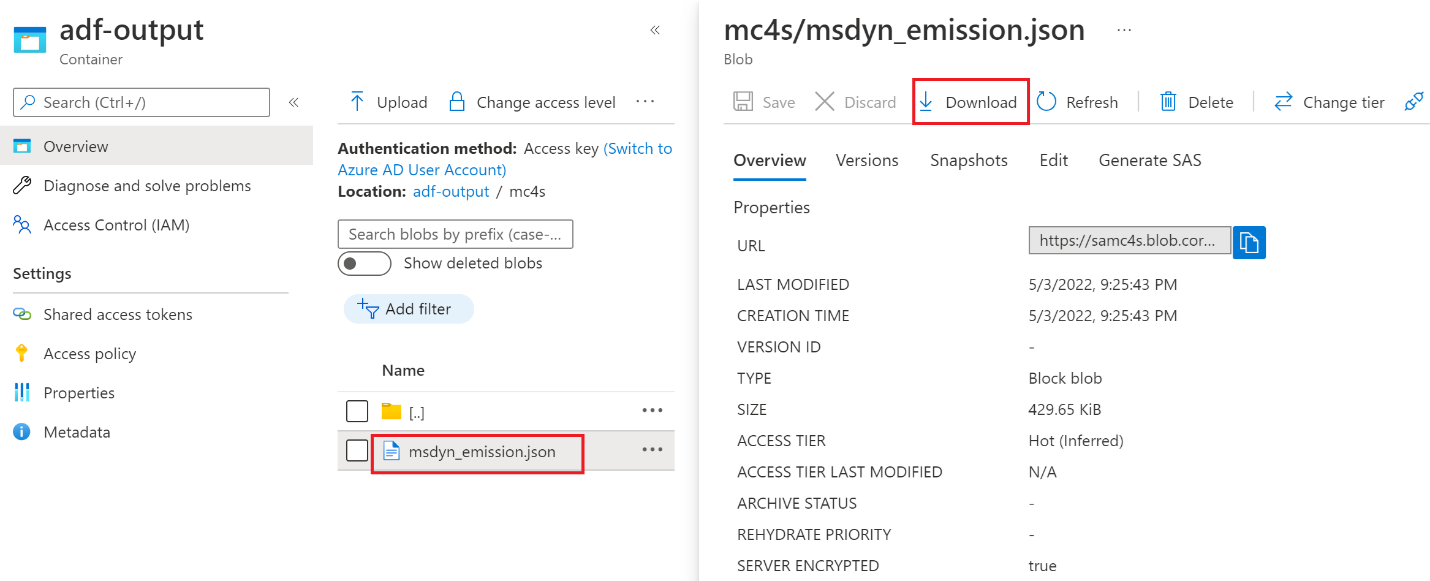 adf-output
Container
«
Search (Ctrl+/)
«
Overview
Diagnose and solve problems
Access Control (IAM)
Settings
Shared access tokens
Access policy
Properties
Metadata
Upload
Change access level
...
Authentication method: Access key (Switch to
Azure AD User Account)
Location: adf-output / mc4s
Search blobs by prefix (case-...
Show deleted blobs
Add filter
Name
[..]
msdyn_emission.json
mc4s/msdyn_emission.json ...
Blob
Save
Discard
Download
Refresh
Delete
Change tier
Overview Versions Snapshots Edit Generate SAS
Properties
URL https://samc4s.blob.cor...
LAST MODIFIED 5/3/2022, 9:25:43 PM
CREATION TIME 5/3/2022, 9:25:43 PM
VERSION ID -
TYPE Block blob
SIZE 429.65 KiB
ACCESS TIER Hot (Inferred)
ACCESS TIER LAST MODIFIED N/A
ARCHIVE STATUS -
REHYDRATE PRIORITY -
SERVER ENCRYPTED true